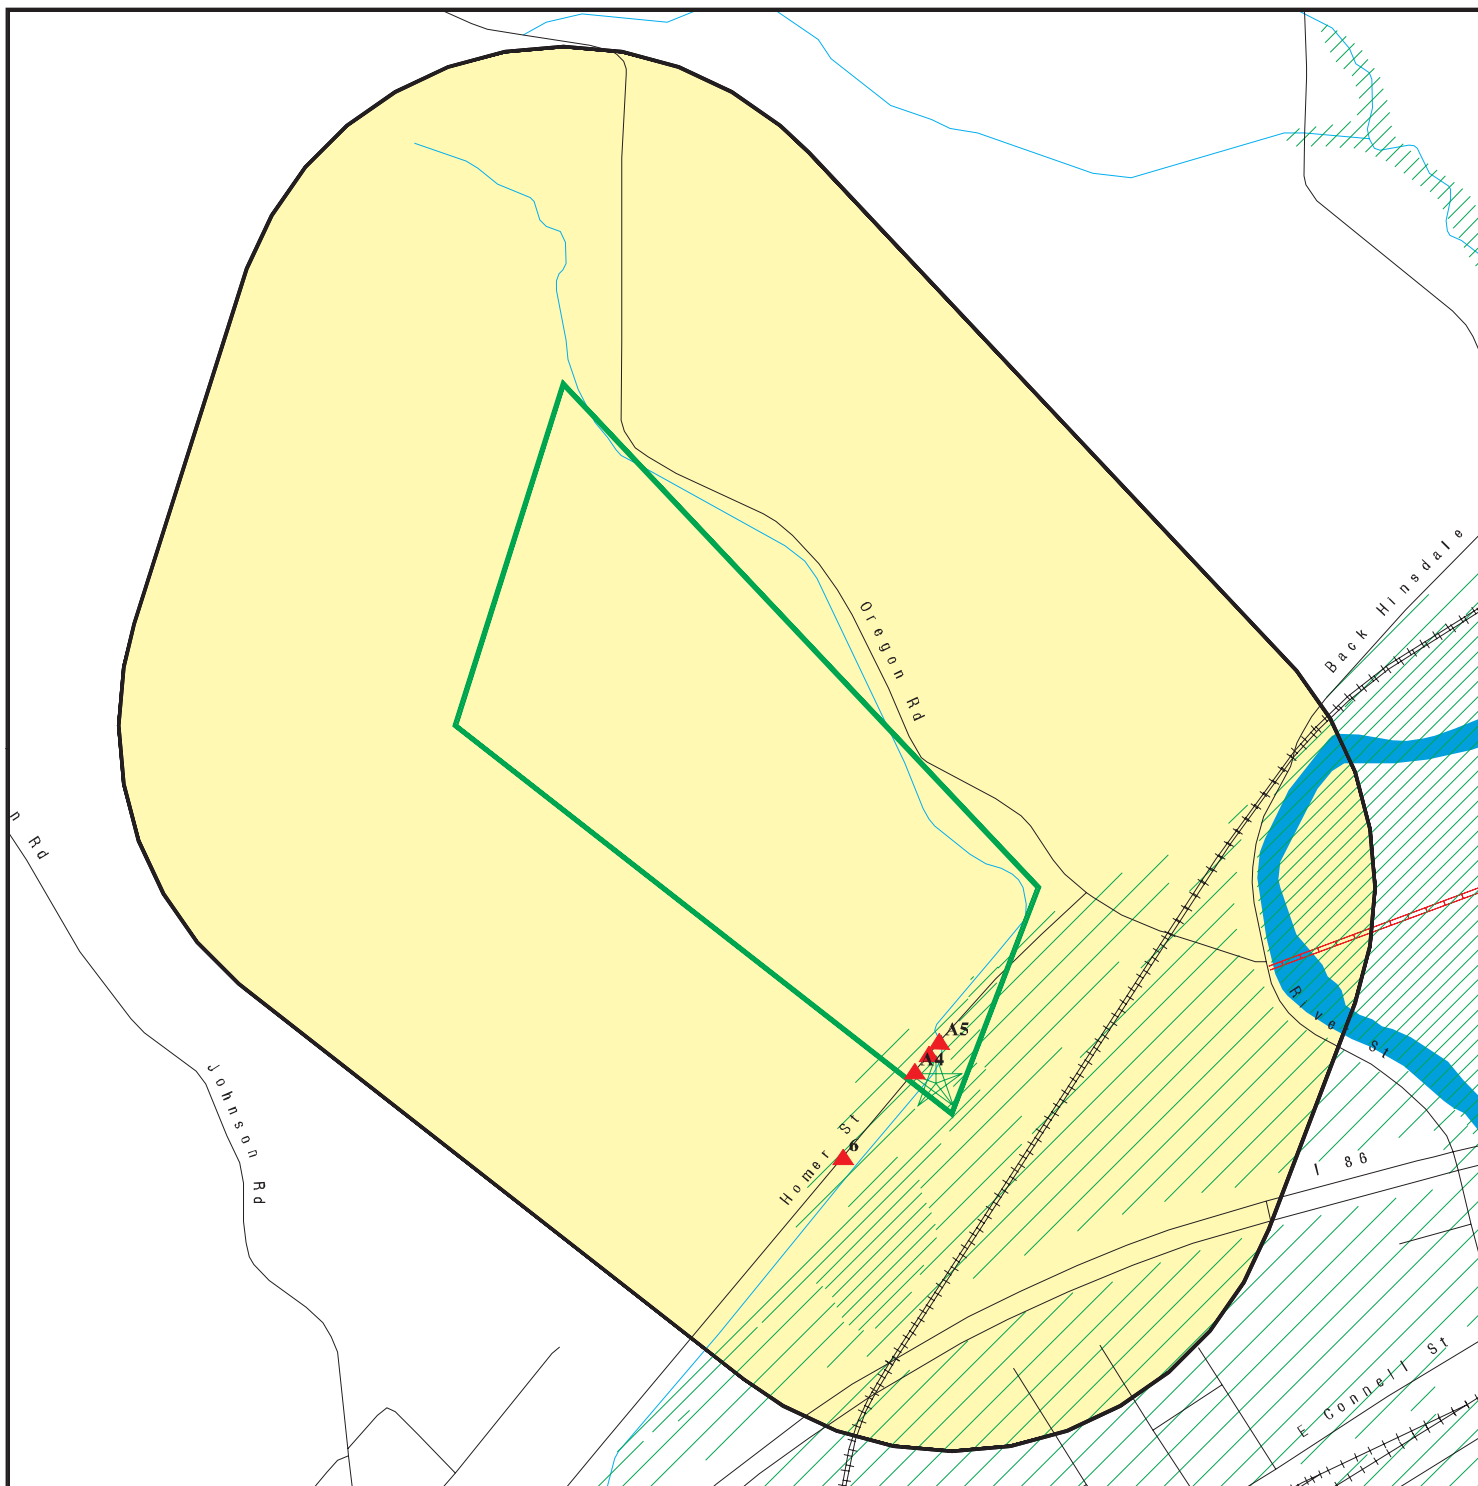 Back Hinsdale
Oregon Rd
n Rd
River St
A5
A4
Johnson Rd
Homer St
6
I 86
E Connell St